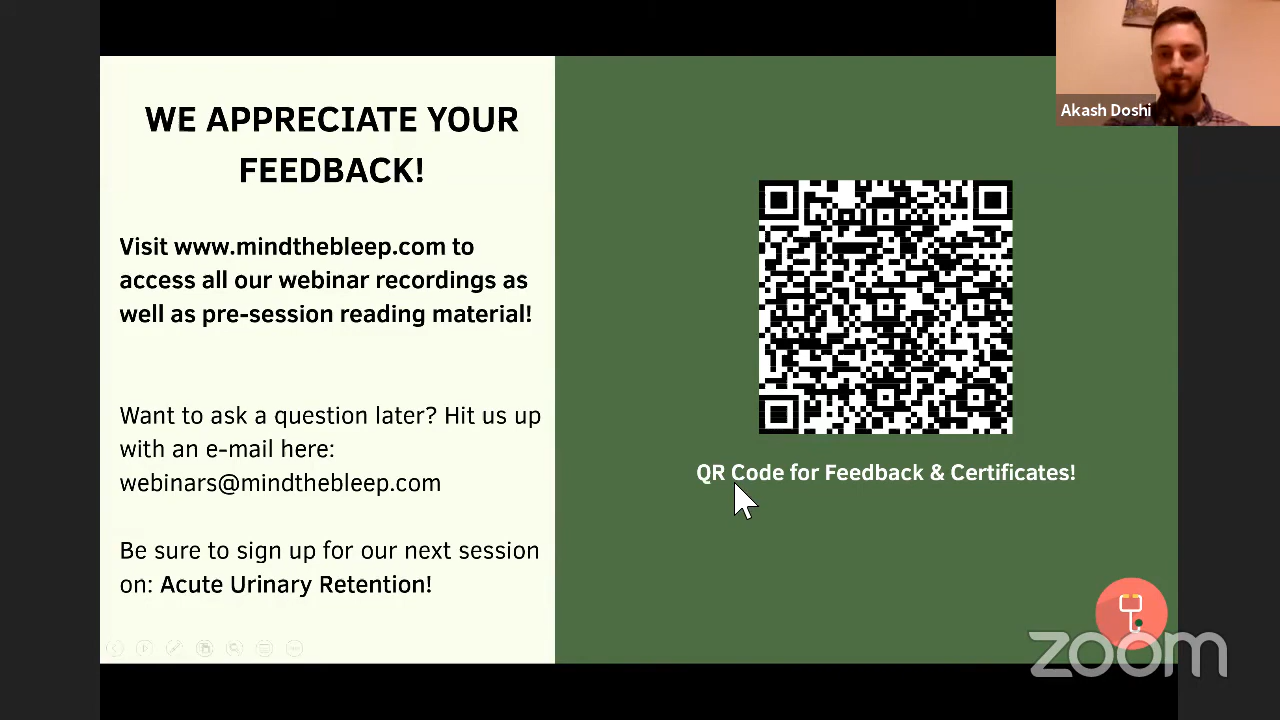 Akash Doshi
WE APPRECIATE YOUR
FEEDBACK!
Visit www.mindthebleep.com to
access all our webinar recordings as
well as pre-session reading material!
Want to ask a question later? Hit us up
with an e-mail here:
webinars@mindthebleep.com
Be sure to sign up for our next session
on: Acute Urinary Retention!
QR Code for Feedback & Certificates!
zoom